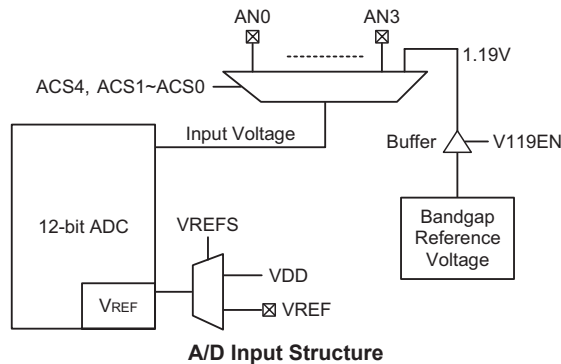 AN0
AN3
1.19V
ACS4, ACS1~ACS0
Input Voltage
Buffer
V119EN
12-bit ADC
Bandgap
Reference
Voltage
VREFS
VDD
VREF
VREF
A/D Input Structure